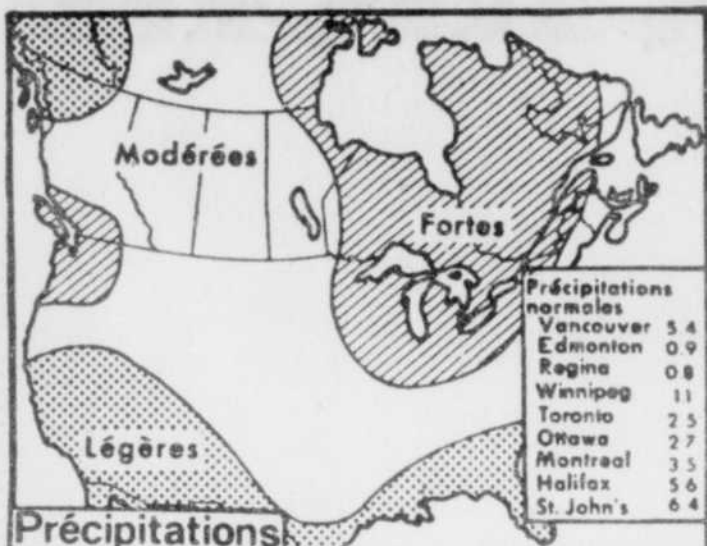 Modérées
Fortes
Légères
Précipitations
normales
Vancouver 5.4
Edmonton 0.9
Regina 0.8
Winnipeg 1.1
Toronto 2.5
Ottawa 2.7
Montreal 3.5
Halifax 5.6
St. John's 6.4
Précipitations